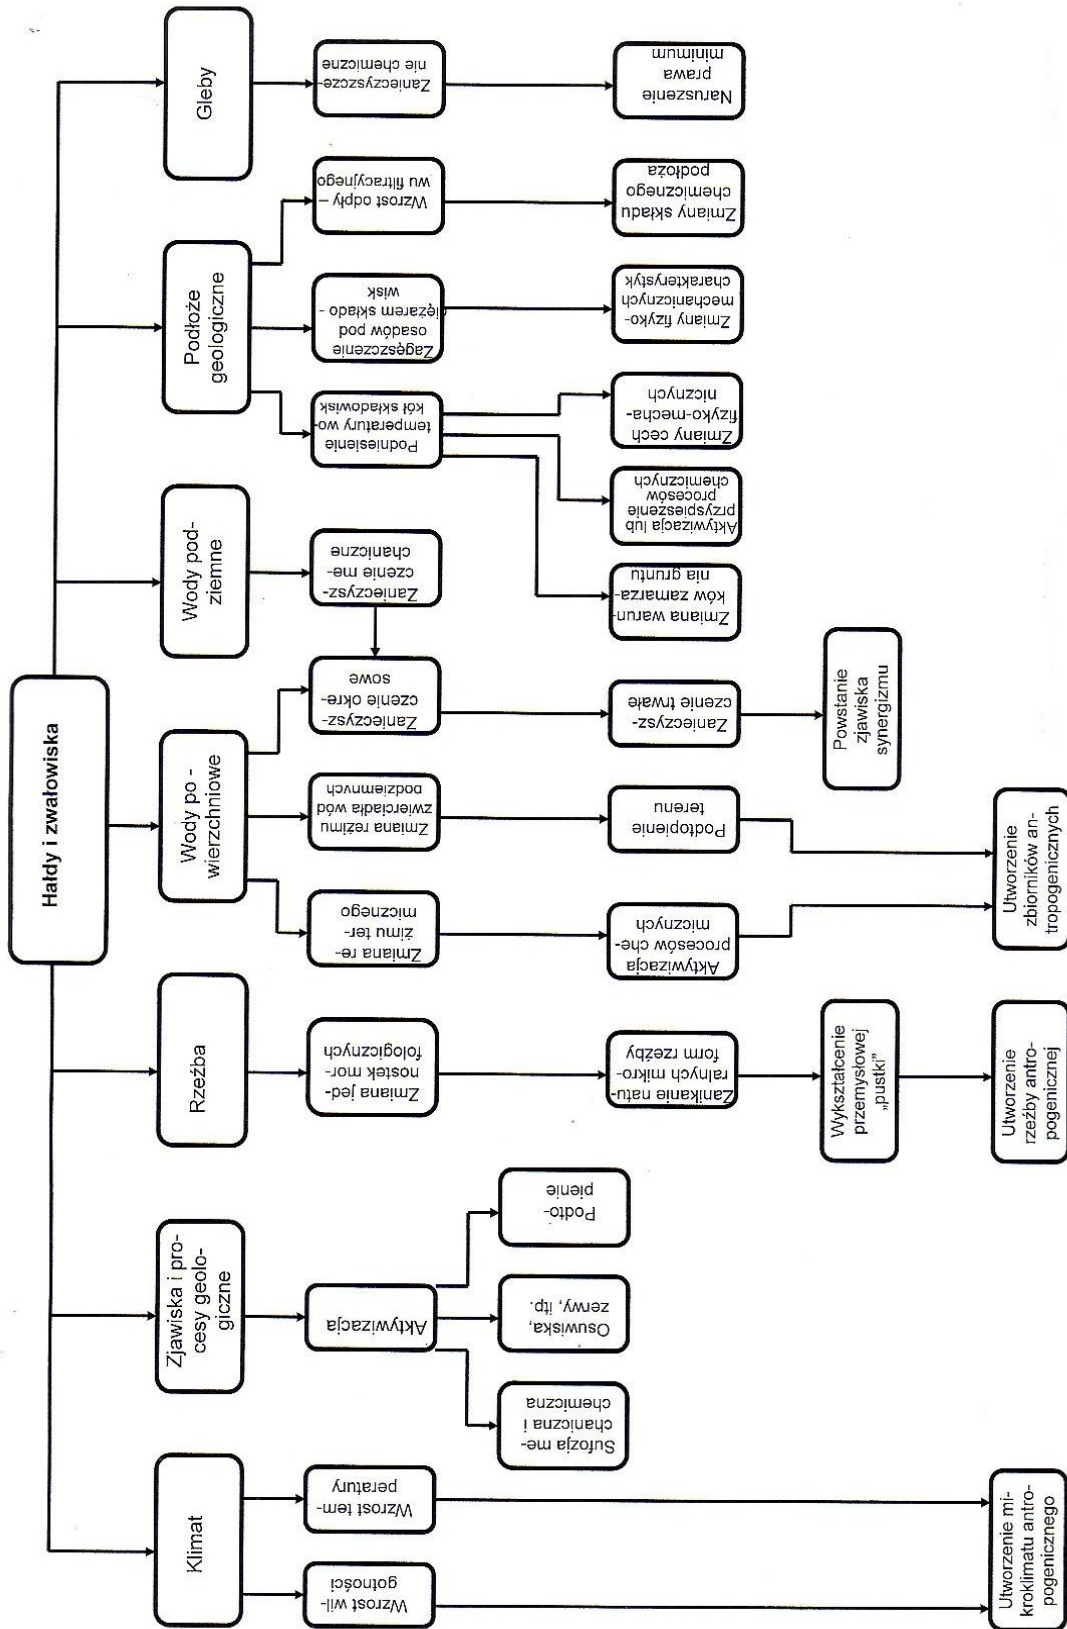 Hałdy i zwałowiska
Klimat
Zjawiska i pro-
cesy geolo-
giczne
Rzeźba
Wody po -
wierzchniowe
Wody pod-
ziemne
Podłoże
geologiczne
Gleby
Wzrost wil-
gotności
Wzrost tem-
peratury
Aktywizacja
Zmiana jed-
nostek mor-
fologicznych
Zmiana re-
żimu ter-
micznego
Zmiana reżimu
zwierciadła wód
podziemnych
Zanieczysz-
czenie okre-
sowe
Zanieczysz-
czenie me-
chaniczne
Podniesienie
temperatury wo-
kół składowisk
Zagęszczenie
osadów pod
ciężarem składo -
wisk
Wzrost odpły –
wu filtracyjnego
Zanieczyszcze-
nie chemiczne
Sufozja me-
chaniczna i
chemiczna
Osuwiska,
zerwy, itp.
Podto-
pienie
Zanikanie natu-
ralnych mikro-
form rzeźby
Aktywizacja
procesów che-
micznych
Podtopienie
terenu
Zanieczysz-
czenie trwałe
Zmiana warun-
ków zamarza-
nia gruntu
Aktywizacja lub
przyspieszenie
procesów
chemicznych
Zmiany cech
fizyko-mecha-
nicznych
Zmiany fizyko-
mechanicznych
charakterystyk
Zmiany składu
chemicznego
podłoża
Naruszenie
prawa
minimum
Wykształcenie
przemysłowej
„pustki”
Powstanie
zjawiska
synergizmu
Utworzenie mi-
kroklimatu antro-
pogenicznego
Utworzenie
rzeźby antro-
pogenicznej
Utworzenie
zbiorników an-
tropogenicznych